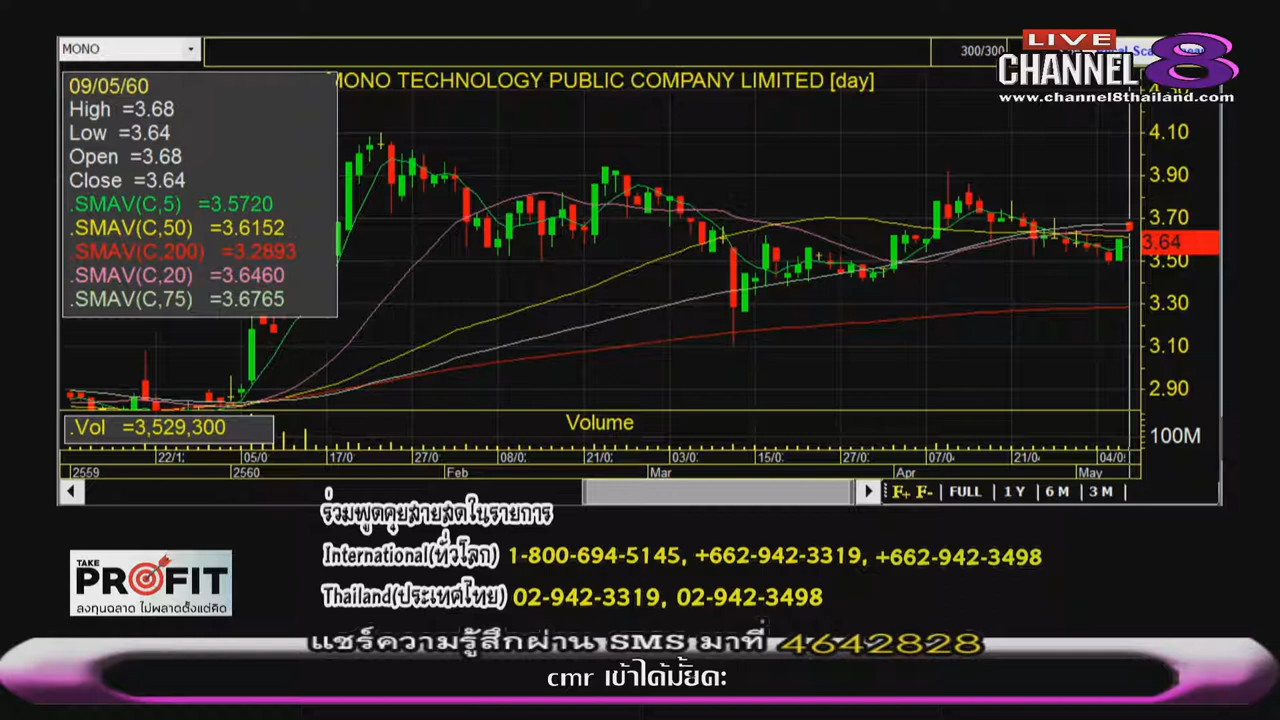 MONO
300/300
LIVE
CHANNEL 8
www.channel8thailand.com
MONO TECHNOLOGY PUBLIC COMPANY LIMITED [day]
09/05/60
High =3.68
Low =3.64
Open =3.68
Close =3.64
.SMAV(C,5) =3.5720
.SMAV(C,50) =3.6152
.SMAV(C,200) =3.2893
.SMAV(C,20) =3.6460
.SMAV(C,75) =3.6765
4.10
3.90
3.70
3.64
3.50
3.30
3.10
2.90
.Vol =3,529,300
Volume
100M
22/1: 05/0 17/0 27/0 08/0: 21/0: 03/0: 15/0: 27/0: 07/0 21/0 04/0
2559 2560 Feb Mar Apr May
F+ F- FULL 1 Y 6 M 3 M
0
ร่วมพูดคุยสายสดในรายการ
International(ทั่วโลก) 1-800-694-5145, +662-942-3319, +662-942-3498
Thailand(ประเทศไทย) 02-942-3319, 02-942-3498
TAKE
PROFIT
ลงทุนฉลาด ไม่พลาดตั้งแต่คิด
แชร์ความรู้สึกผ่าน SMS มาที่ 4642828
cmr เข้าได้มั้ยคะ